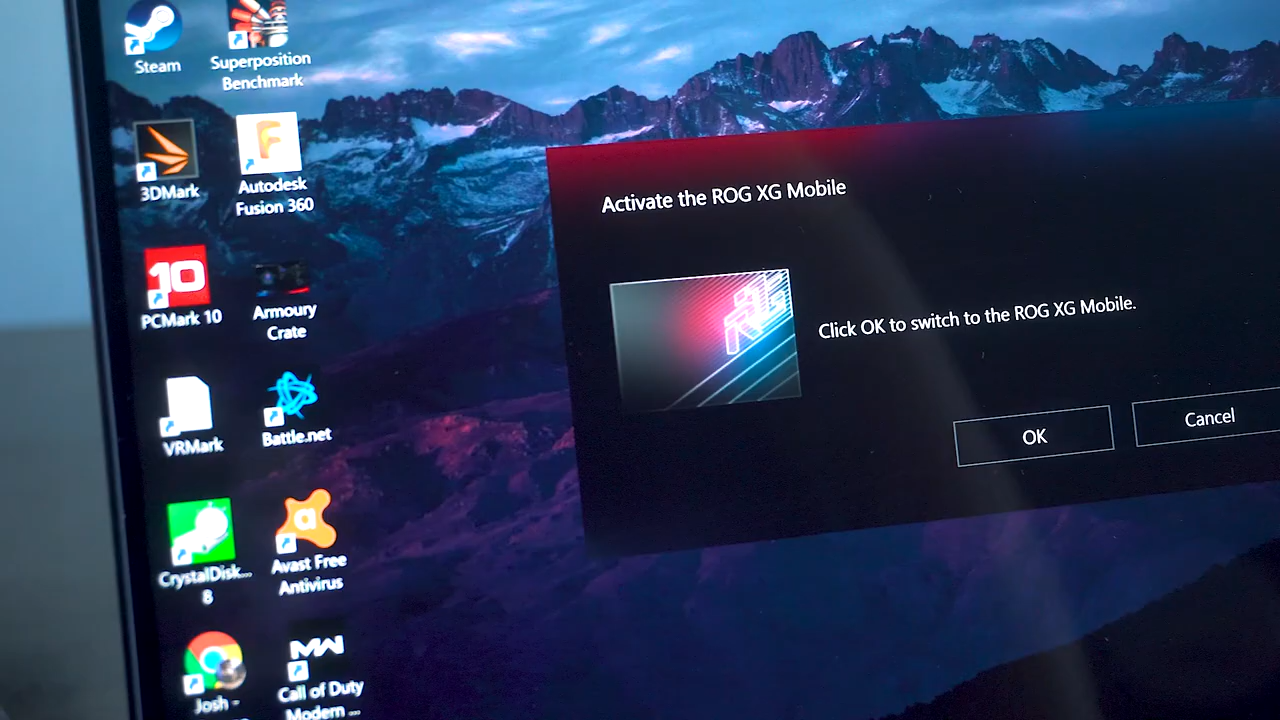 Steam
Superposition
Benchmark
3DMark
Autodesk
Fusion 360
10
PCMark 10
Armoury
Crate
VRMark
Battle.net
CrystalDisk...
8
a
Avast Free
Antivirus
Josh -
MW
Call of Duty
Modern ...
Activate the ROG XG Mobile
ROG
Click OK to switch to the ROG XG Mobile.
OK
Cancel